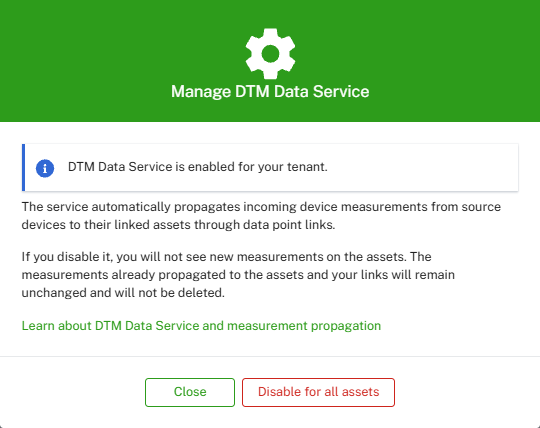 Manage DTM Data Service
DTM Data Service is enabled for your tenant.
The service automatically propagates incoming device measurements from source
devices to their linked assets through data point links.
If you disable it, you will not see new measurements on the assets. The
measurements already propagated to the assets and your links will remain
unchanged and will not be deleted.
Learn about DTM Data Service and measurement propagation
Close
Disable for all assets